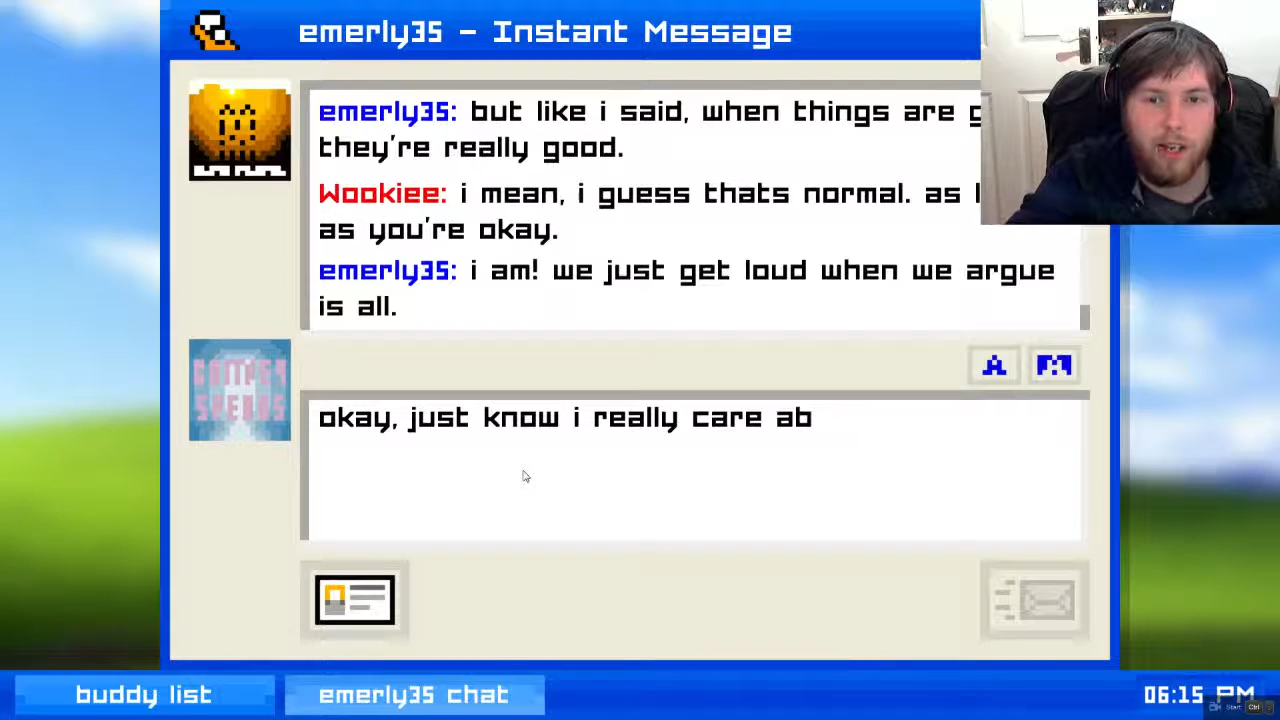 emerly35 - Instant Message
emerly35: but like i said, when things are
they're really good.
Wookiee: i mean, i guess thats normal. as
as you're okay.
emerly35: i am! we just get loud when we argue
is all.
A
okay, just know i really care ab
buddy list
emerly35 chat
06:15 PM
Start
Ctrl